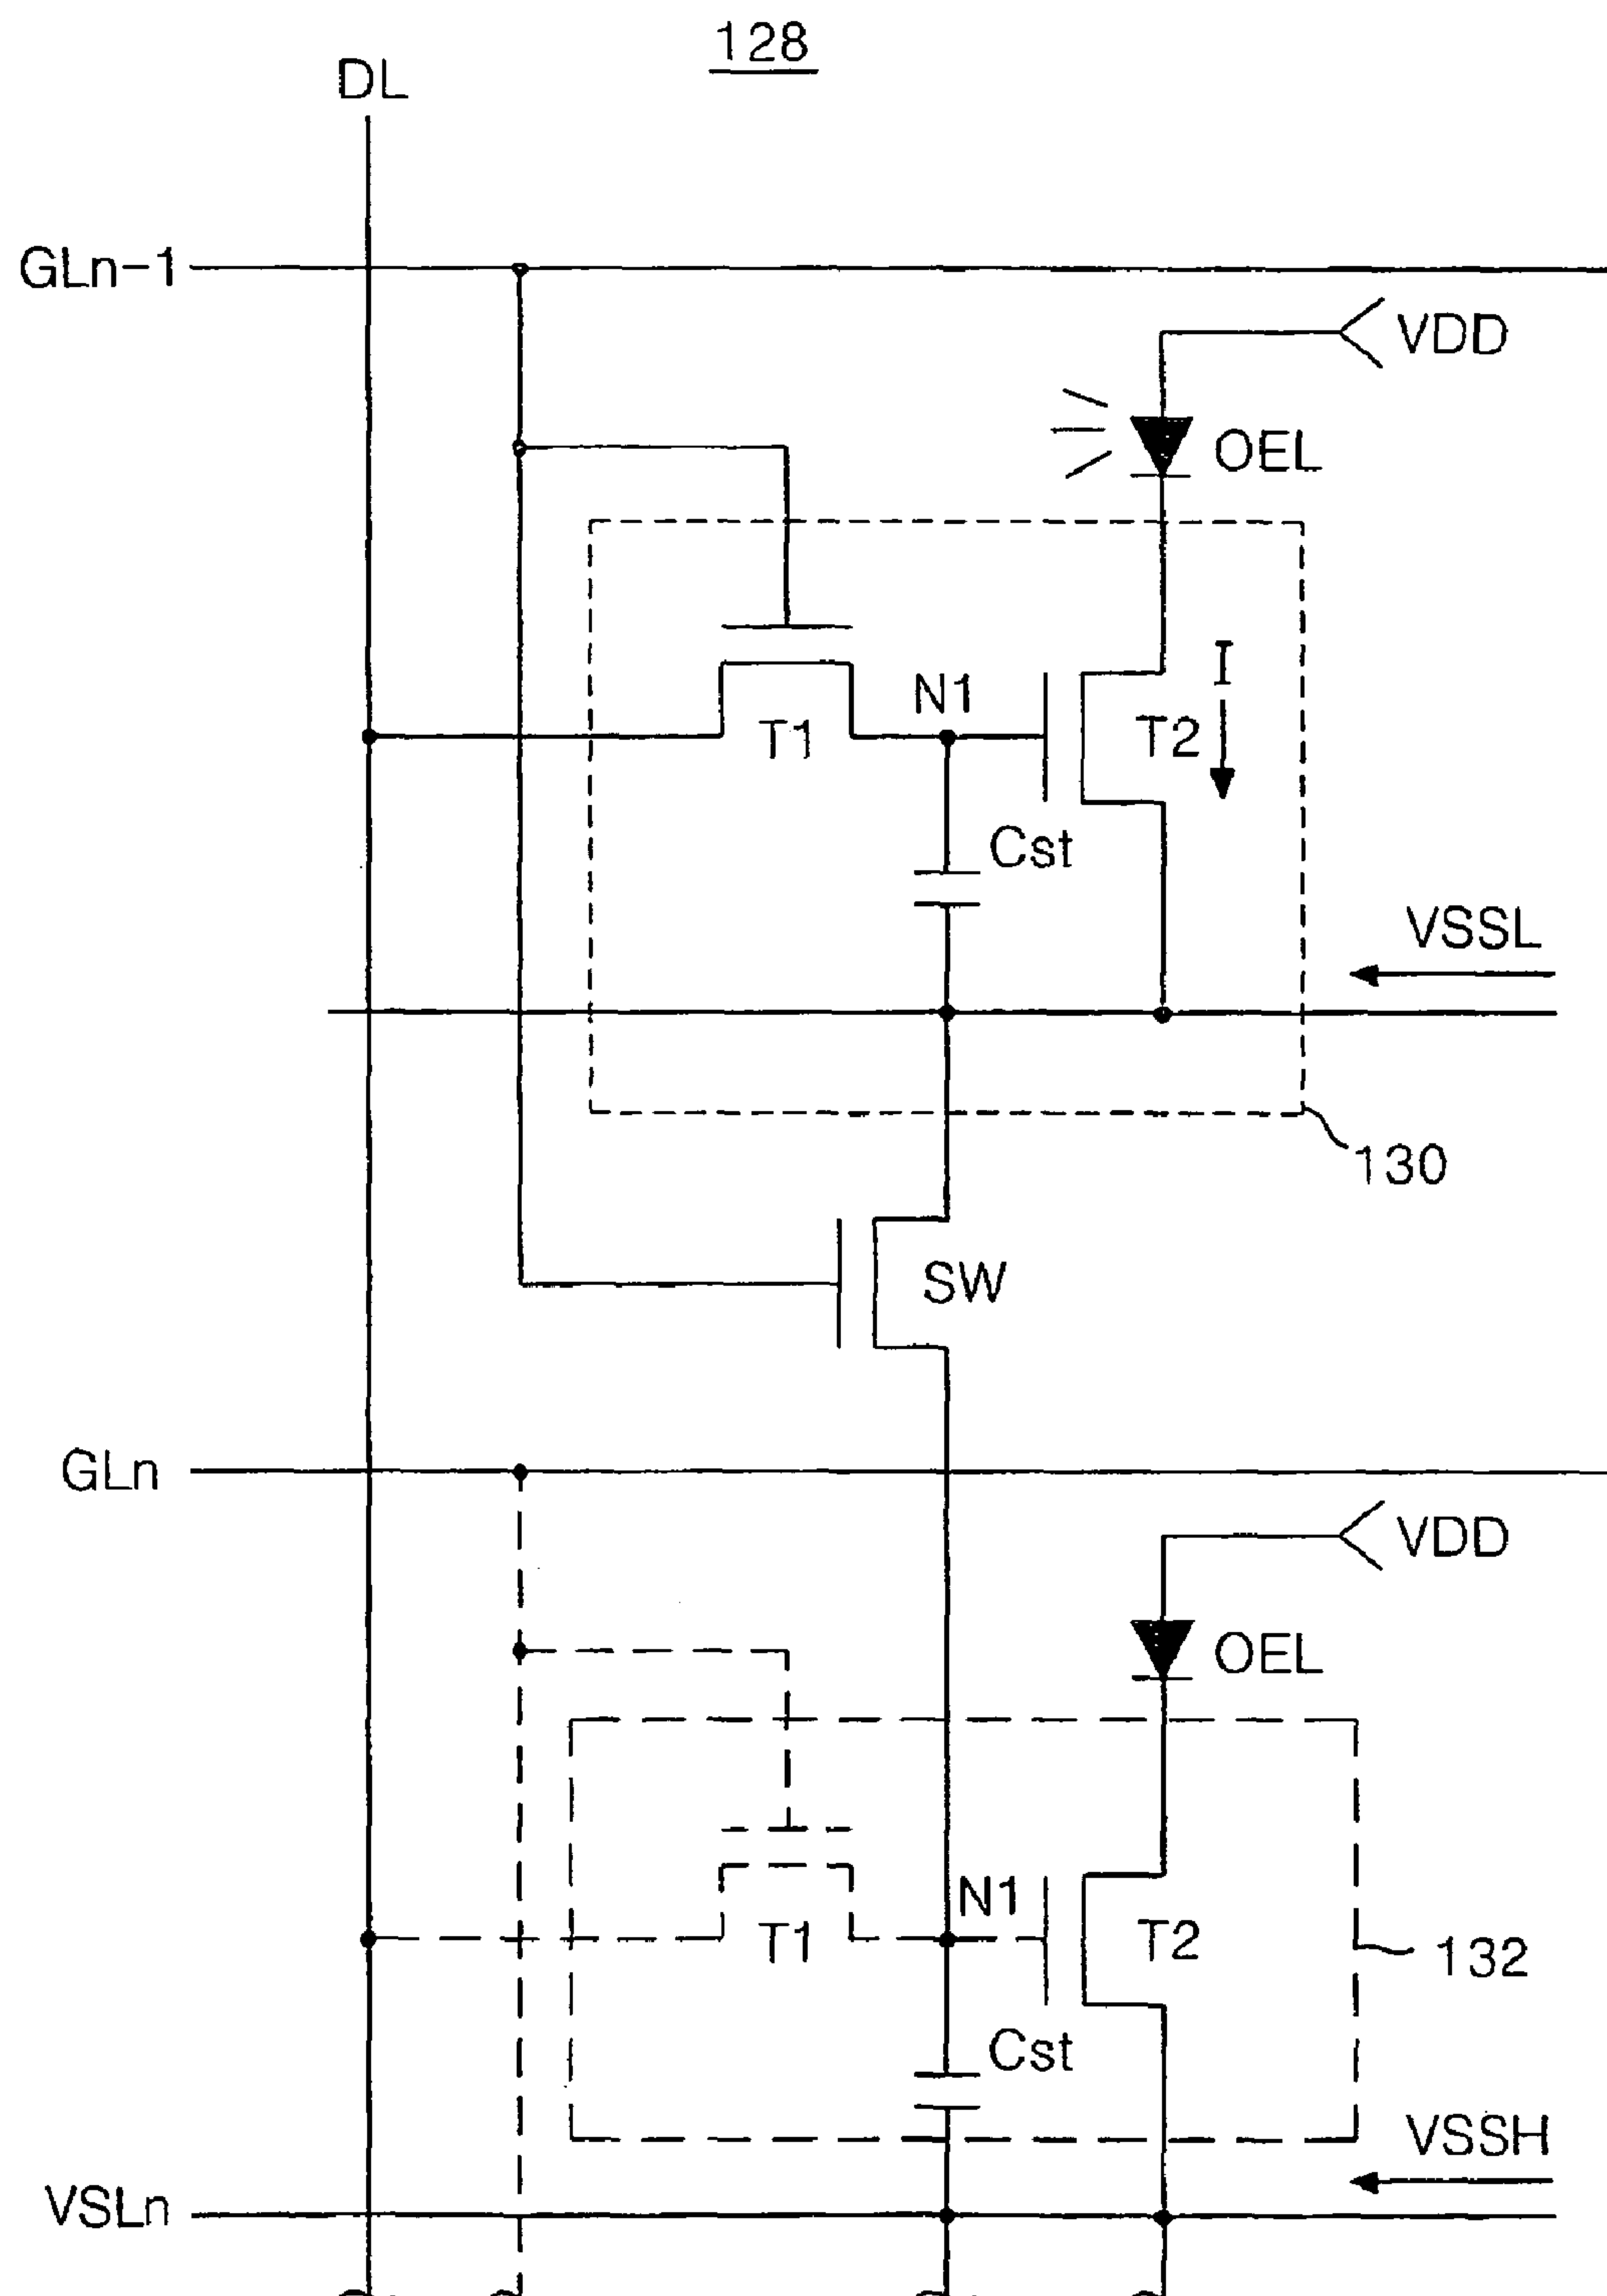 128
DL
GLn-1
VDD
OEL
I
N1
T1
T2
Cst
VSSL
130
SW
GLn
VDD
OEL
N1
T1
T2
132
Cst
VSSH
VSLn